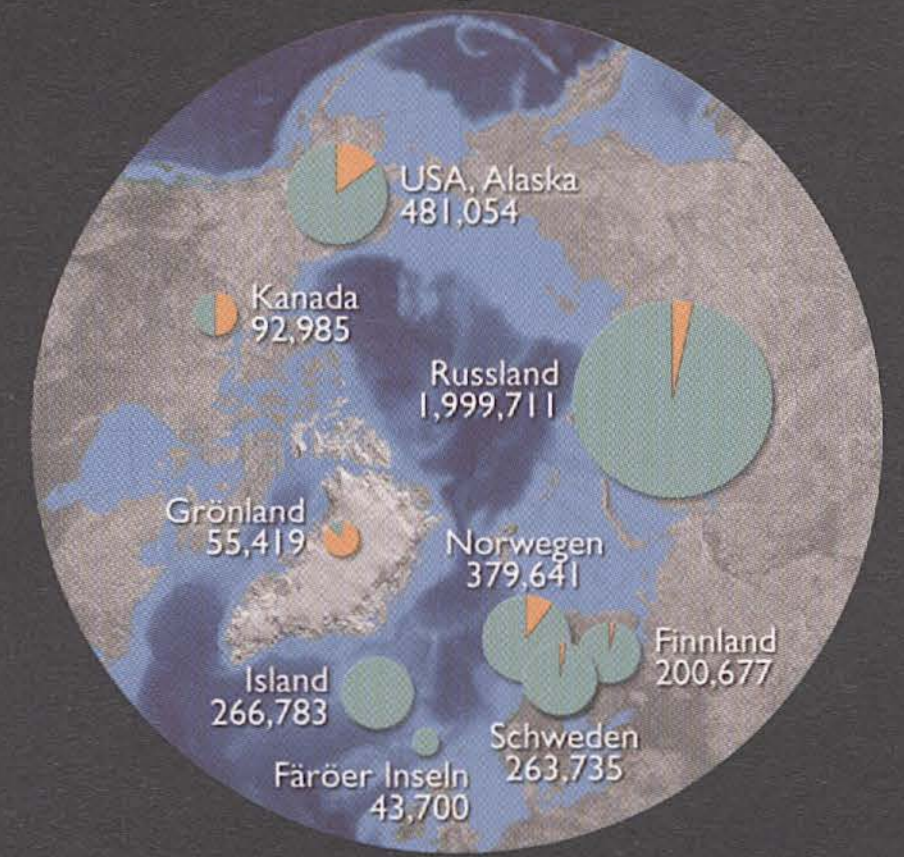 USA, Alaska
481,054
Kanada
92,985
Russland
1,999,711
Grönland
55,419
Norwegen
379,641
Finnland
200,677
Island
266,783
Schweden
263,735
Färöer Inseln
43,700